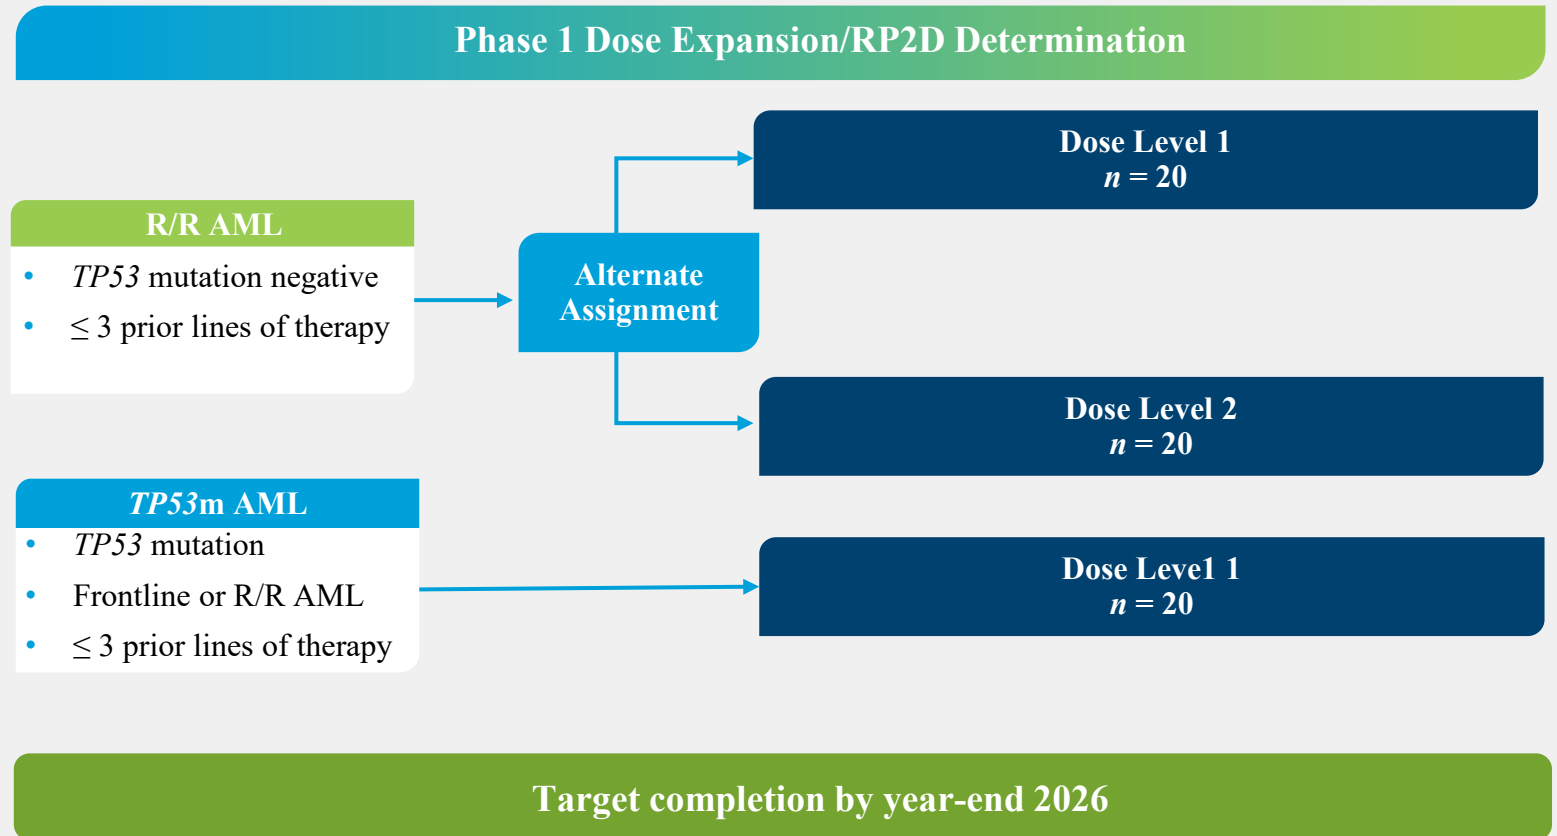 Phase 1 Dose Expansion/RP2D Determination
R/R AML
• TP53 mutation negative
• ≤ 3 prior lines of therapy
Alternate
Assignment
Dose Level 1
n = 20
Dose Level 2
n = 20
TP53m AML
• TP53 mutation
• Frontline or R/R AML
• ≤ 3 prior lines of therapy
Dose Leve1 1
n = 20
Target completion by year-end 2026